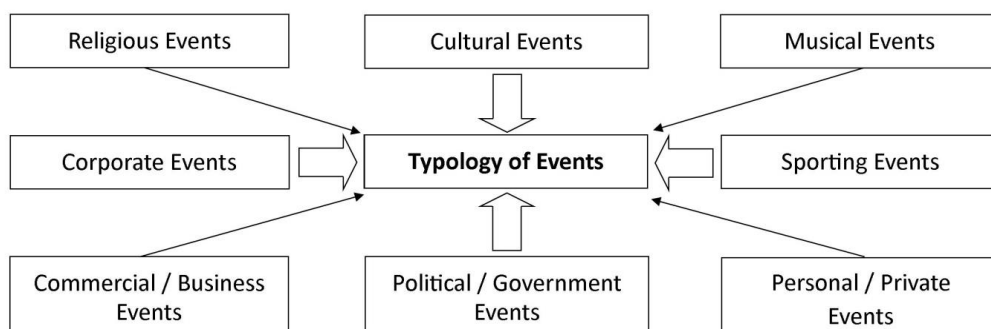 Religious Events
Cultural Events
Musical Events
Corporate Events
Typology of Events
Sporting Events
Commercial / Business
Events
Political / Government
Events
Personal / Private
Events